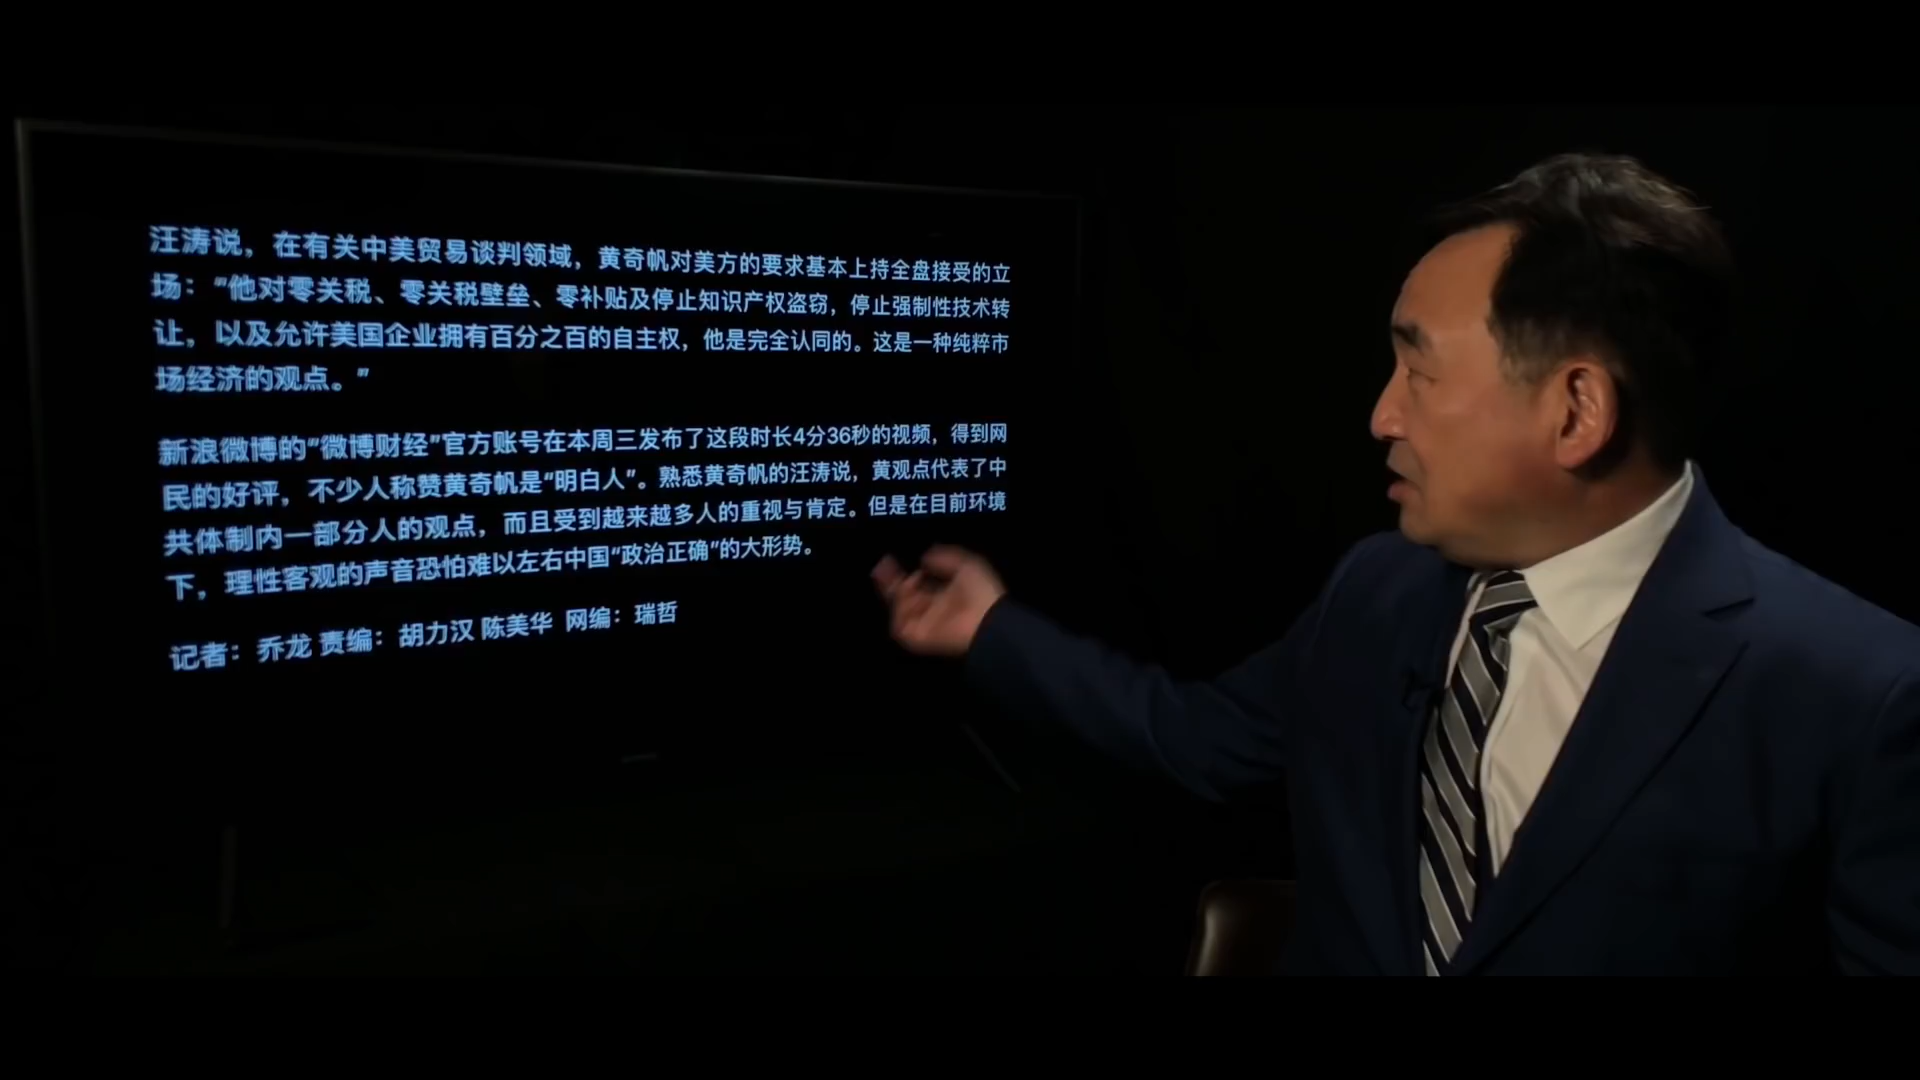 汪涛说，在有关中美贸易谈判领域，黄奇帆对美方的要求基本上持全盘接受的立
场：“他对零关税、零关税壁垒、零补贴及停止知识产权盗窃，停止强制性技术转
让，以及允许美国企业拥有百分之百的自主权，他是完全认同的。这是一种纯粹市
场经济的观点。”
新浪微博的“微博财经”官方账号在本周三发布了这段时长4分36秒的视频，得到网
民的好评，不少人称赞黄奇帆是“明白人”。熟悉黄奇帆的汪涛说，黄观点代表了中
共体制内一部分人的观点，而且受到越来越多人的重视与肯定。但是在目前环境
下，理性客观的声音恐怕难以左右中国“政治正确”的大形势。
记者：乔龙 责编：胡力汉 陈美华 网编：瑞哲